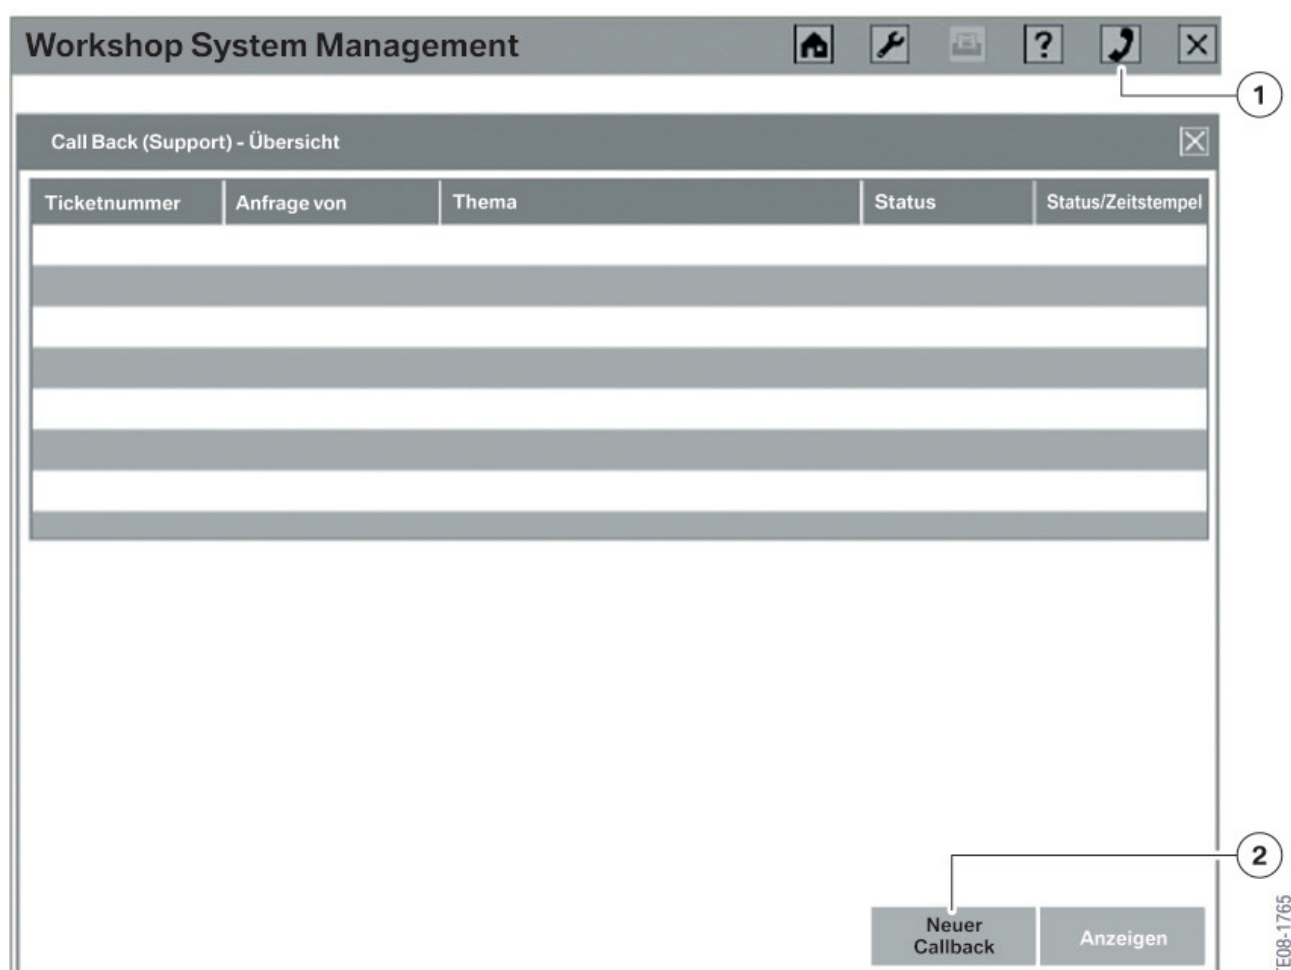 Workshop System Management
?
1
Call Back (Support) - Übersicht
Ticketnummer Anfrage von Thema Status Status/Zeitstempel
2
Neuer
Callback
Anzeigen
TE08-1765